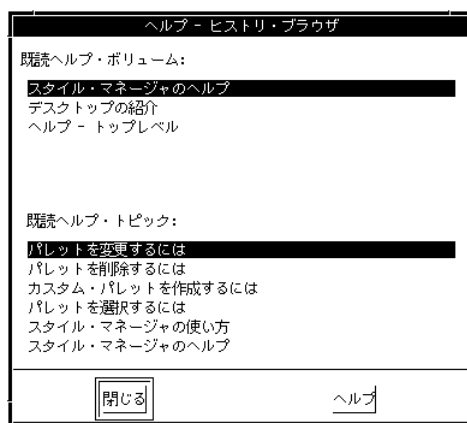 ヘルプ - ヒストリ・ブラウザ
既読ヘルプ・ボリューム:
スタイル・マネージャのヘルプ
デスクトップの紹介
ヘルプ - トップレベル
既読ヘルプ・トピック:
パレットを変更するには
パレットを削除するには
カスタム・パレットを作成するには
パレットを選択するには
スタイル・マネージャの使い方
スタイル・マネージャのヘルプ
閉じる
ヘルプ